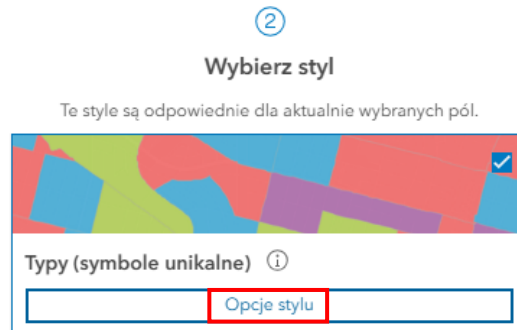 2
Wybierz styl
Te style są odpowiednie dla aktualnie wybranych pól.
Typy (symbole unikalne) i
Opcje stylu